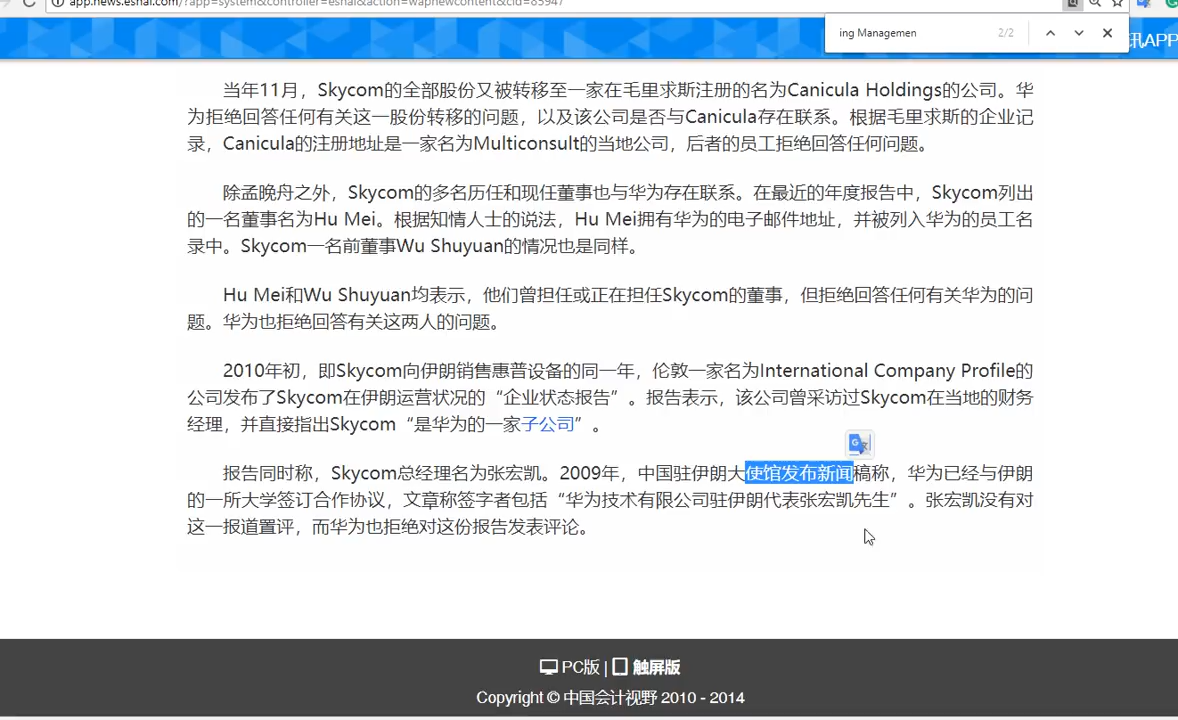 app.news.esnai.com/?app=system&controller=esnai&action=wapnewcontent&cid=85947
ing Managemen 2/2
讯APP
当年11月，Skycom的全部股份又被转移至一家在毛里求斯注册的名为Canicula Holdings的公司。华
为拒绝回答任何有关这一股份转移的问题，以及该公司是否与Canicula存在联系。根据毛里求斯的企业记
录，Canicula的注册地址是一家名为Multiconsult的当地公司，后者的员工拒绝回答任何问题。
除孟晚舟之外，Skycom的多名历任和现任董事也与华为存在联系。在最近的年度报告中，Skycom列出
的一名董事名为Hu Mei。根据知情人士的说法，Hu Mei拥有华为的电子邮件地址，并被列入华为的员工名
录中。Skycom一名前董事Wu Shuyuan的情况也是同样。
Hu Mei和Wu Shuyuan均表示，他们曾担任或正在担任Skycom的董事，但拒绝回答任何有关华为的问
题。华为也拒绝回答有关这两人的问题。
2010年初，即Skycom向伊朗销售惠普设备的同一年，伦敦一家名为International Company Profile的
公司发布了Skycom在伊朗运营状况的“企业状态报告”。报告表示，该公司曾采访过Skycom在当地的财务
经理，并直接指出Skycom“是华为的一家子公司”。
报告同时称，Skycom总经理名为张宏凯。2009年，中国驻伊朗大使馆发布新闻稿称，华为已经与伊朗
的一所大学签订合作协议，文章称签字者包括“华为技术有限公司驻伊朗代表张宏凯先生”。张宏凯没有对
这一报道置评，而华为也拒绝对这份报告发表评论。
PC版 | 触屏版
Copyright © 中国会计视野 2010 - 2014